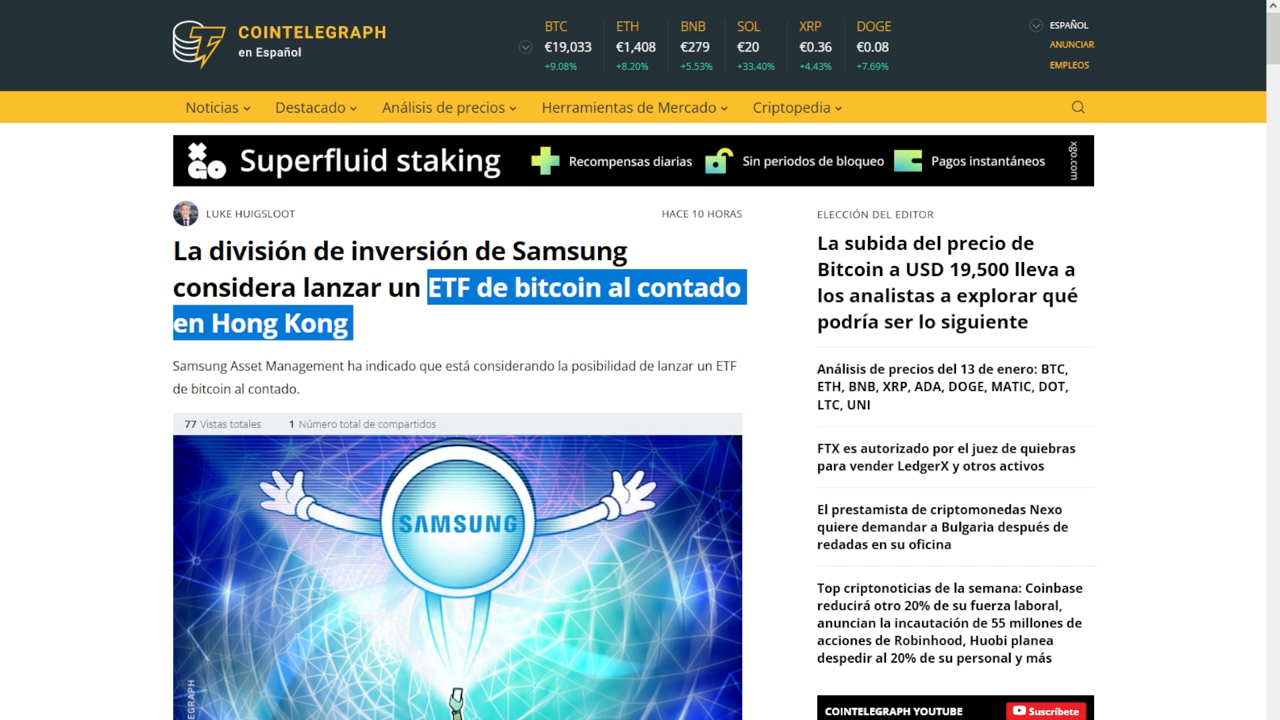 COINTELEGRAPH
en Español
BTC ETH BNB SOL XRP DOGE
€19,033 €1,408 €279 €20 €0.36 €0.08
+9.08% +8.20% +5.53% +33.40% +4.43% +7.69%
ESPAÑOL
ANUNCIAR
EMPLEOS
Noticias Destacado Análisis de precios Herramientas de Mercado Criptopedia
xGo Superfluid staking Recompensas diarias Sin periodos de bloqueo Pagos instantáneos xgo.com
LUKE HUIGSLOOT HACE 10 HORAS
La división de inversión de Samsung
considera lanzar un ETF de bitcoin al contado
en Hong Kong
Samsung Asset Management ha indicado que está considerando la posibilidad de lanzar un ETF
de bitcoin al contado.
77 Vistas totales 1 Número total de compartidos
SAMSUNG
EGRAPH
ELECCIÓN DEL EDITOR
La subida del precio de
Bitcoin a USD 19,500 lleva a
los analistas a explorar qué
podría ser lo siguiente
Análisis de precios del 13 de enero: BTC,
ETH, BNB, XRP, ADA, DOGE, MATIC, DOT,
LTC, UNI
FTX es autorizado por el juez de quiebras
para vender LedgerX y otros activos
El prestamista de criptomonedas Nexo
quiere demandar a Bulgaria después de
redadas en su oficina
Top criptonoticias de la semana: Coinbase
reducirá otro 20% de su fuerza laboral,
anuncian la incautación de 55 millones de
acciones de Robinhood, Huobi planea
despedir al 20% de su personal y más
COINTELEGRAPH YOUTUBE Suscríbete